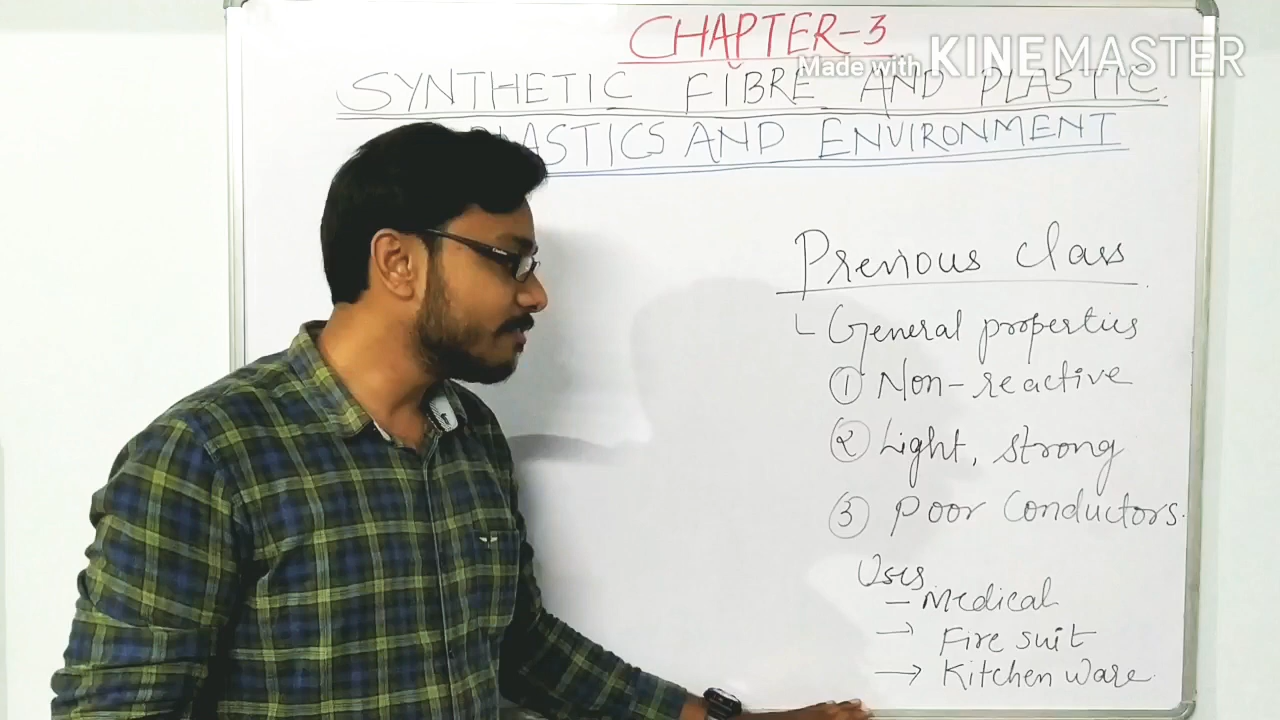 CHAPTER-3
Made with KINEMASTER
SYNTHETIC FIBRE AND PLASTIC.
PLASTICS AND ENVIRONMENT
Previous class
General properties
① Non-reactive
② Light, strong
③ Poor Conductors.
Uses
- Medical
→ Fire suit
→ Kitchen ware